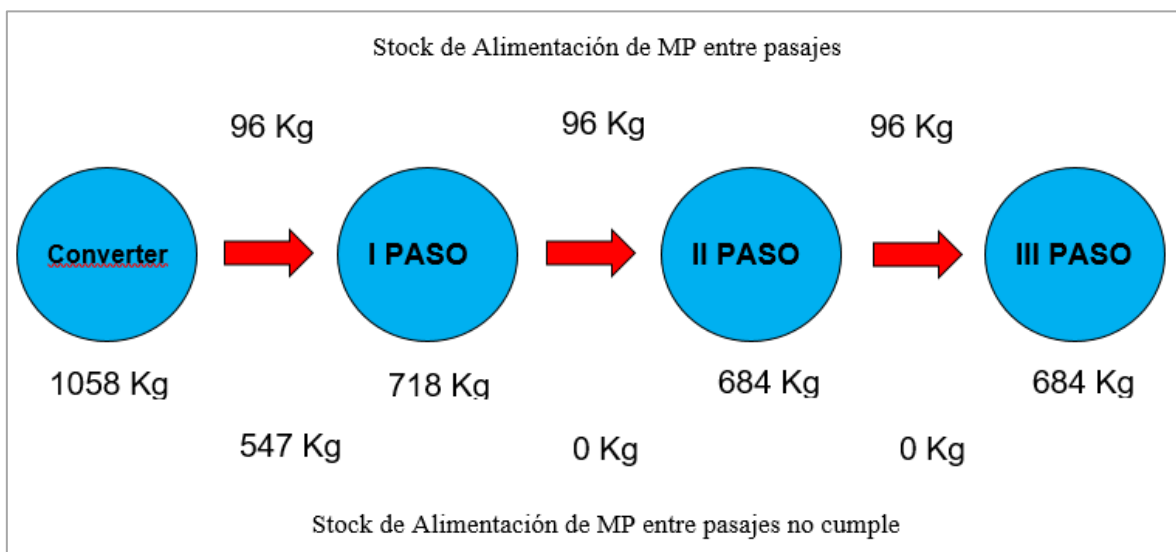 Stock de Alimentación de MP entre pasajes
96 Kg 96 Kg 96 Kg
Converter I PASO II PASO III PASO
1058 Kg 718 Kg 684 Kg 684 Kg
547 Kg 0 Kg 0 Kg
Stock de Alimentación de MP entre pasajes no cumple